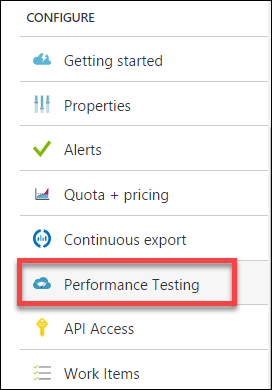 CONFIGURE
Getting started
Properties
Alerts
Quota + pricing
Continuous export
Performance Testing
API Access
Work Items